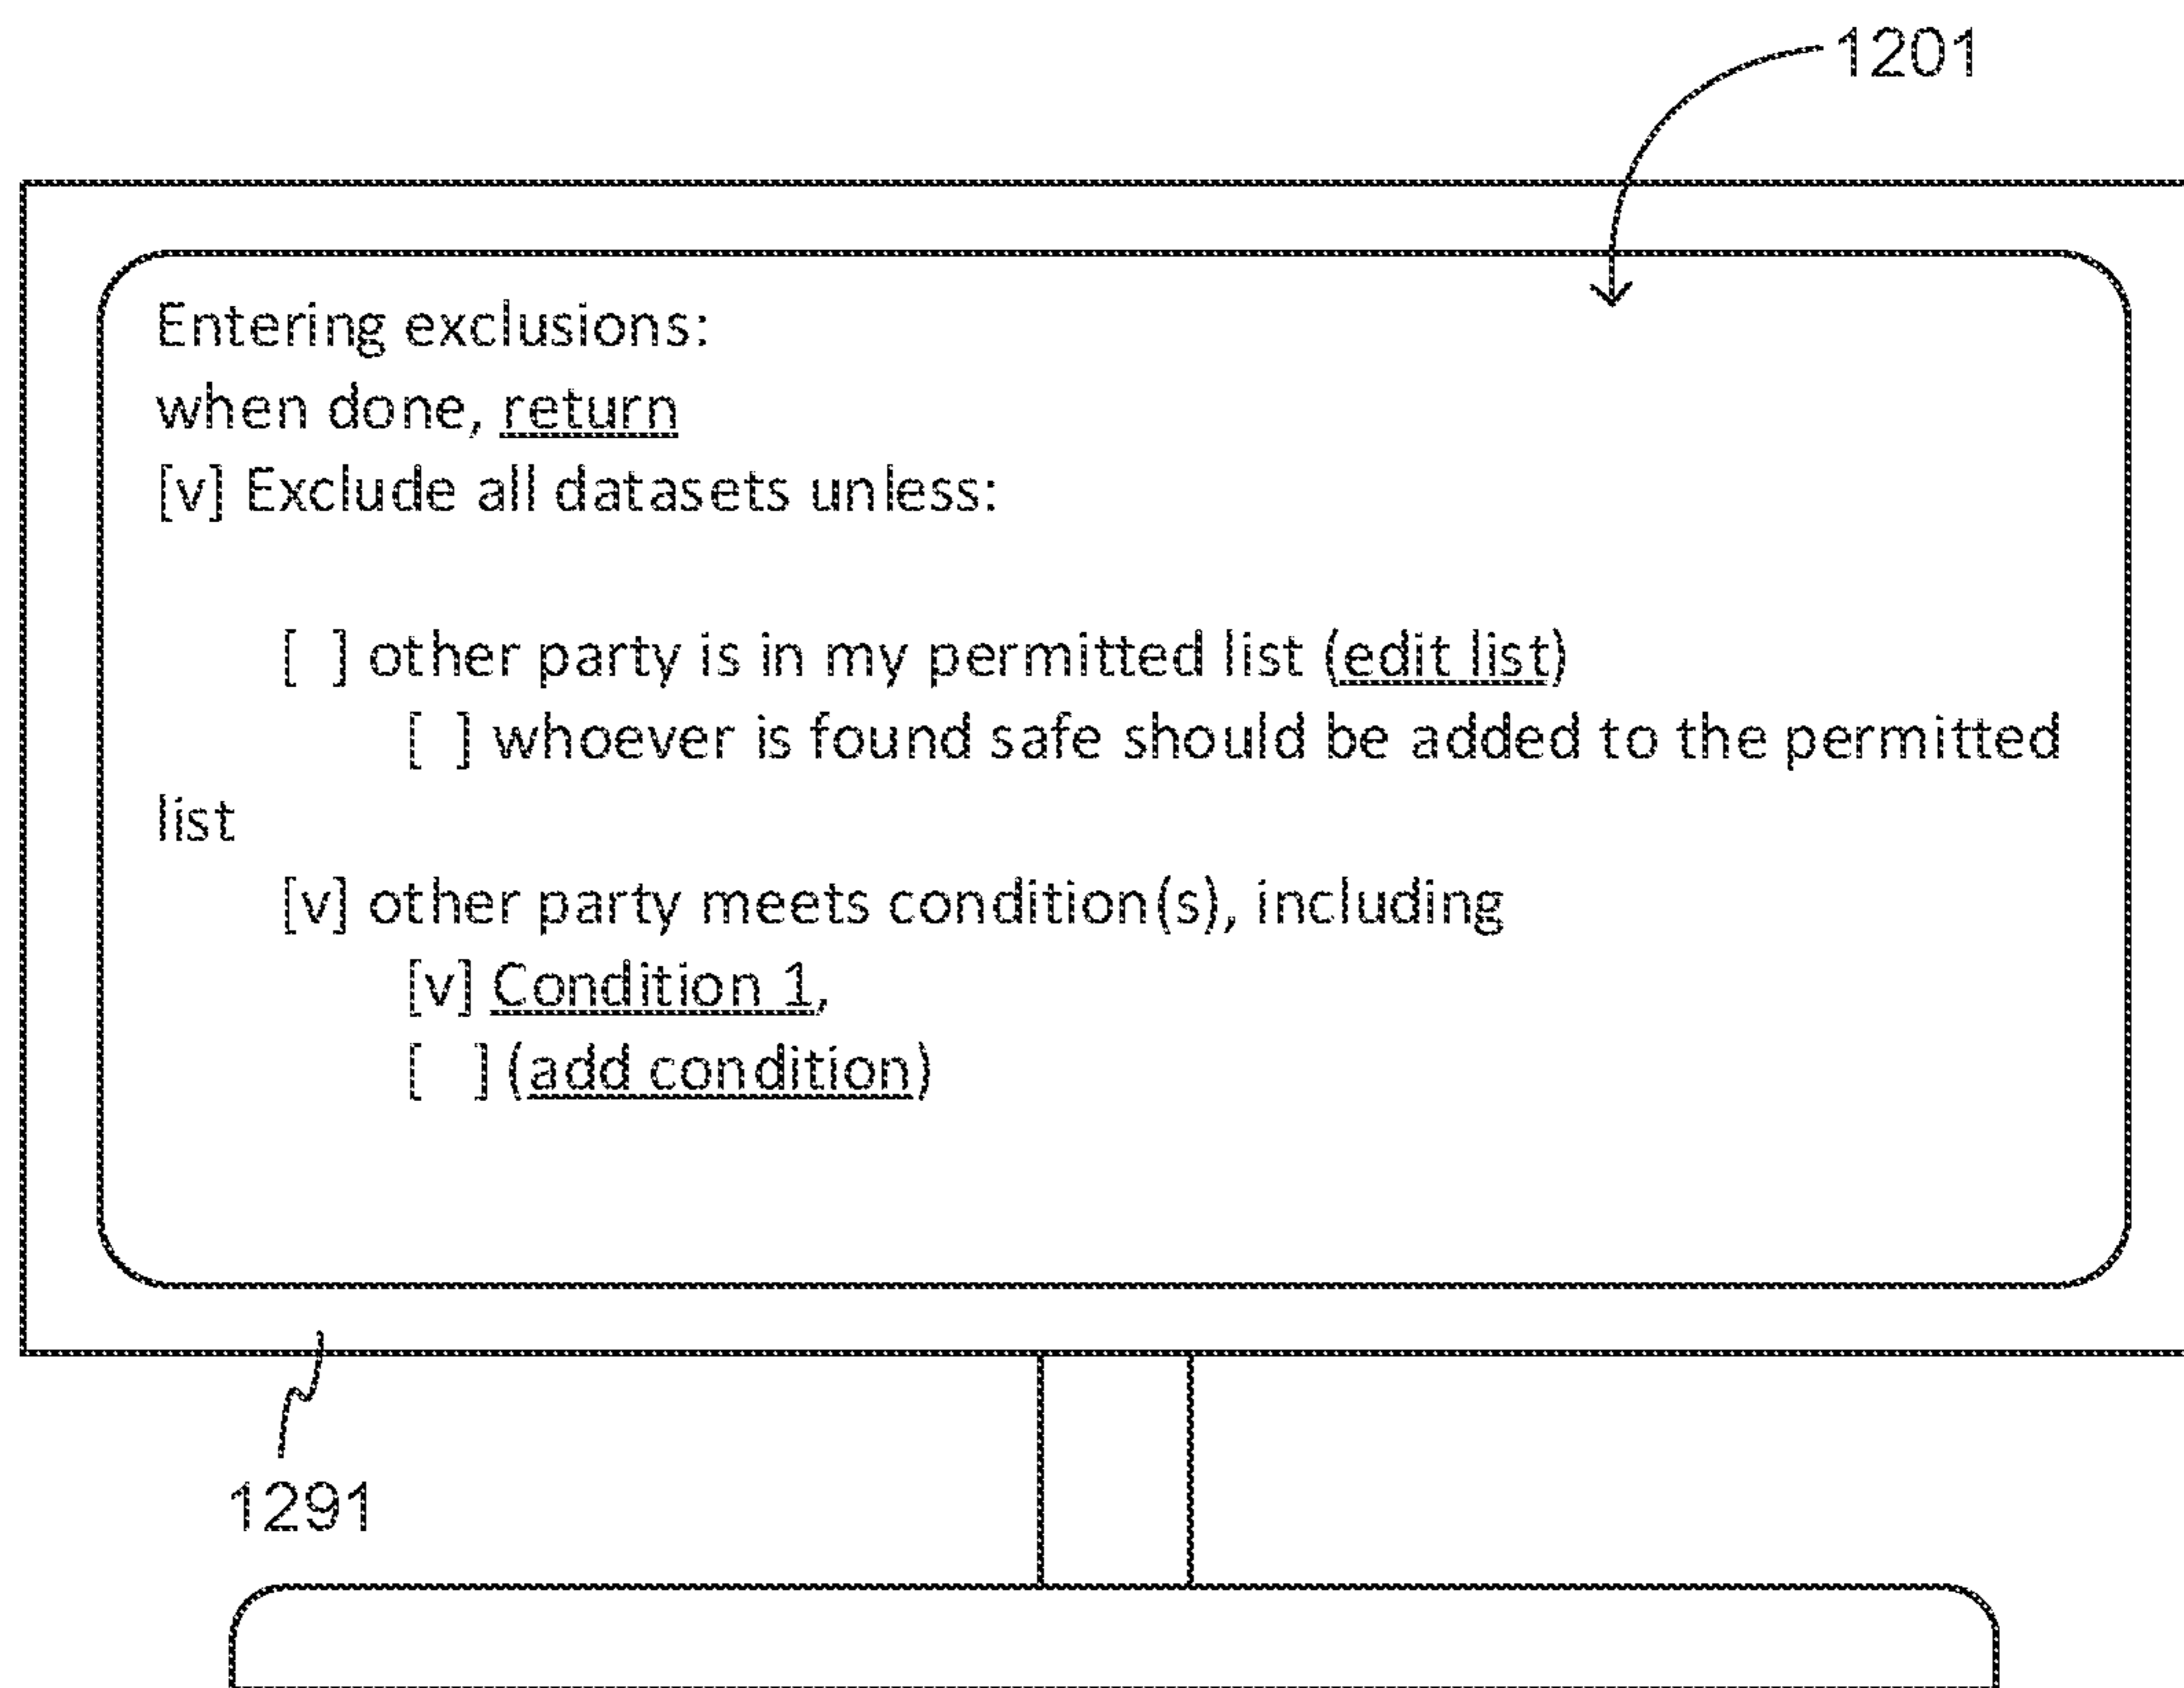 1201
Entering exclusions:
when done, return
[v] Exclude all datasets unless:
[ ] other party is in my permitted list (edit list)
[ ] whoever is found safe should be added to the permitted
list
[v] other party meets condition(s), including
[v] Condition 1,
[ ] (add condition)
1291